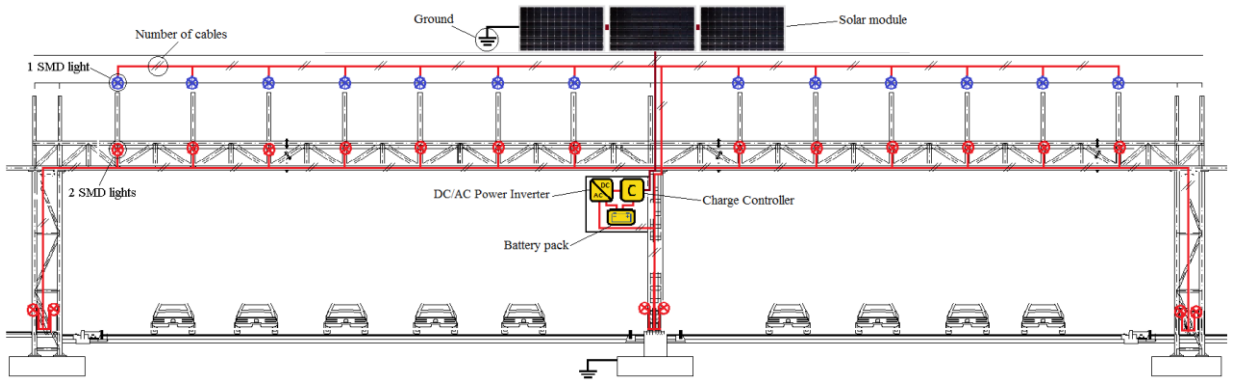 Ground
Solar module
Number of cables
1 SMD light
2 SMD lights
DC/AC Power Inverter
DC
AC
C
Charge Controller
Battery pack